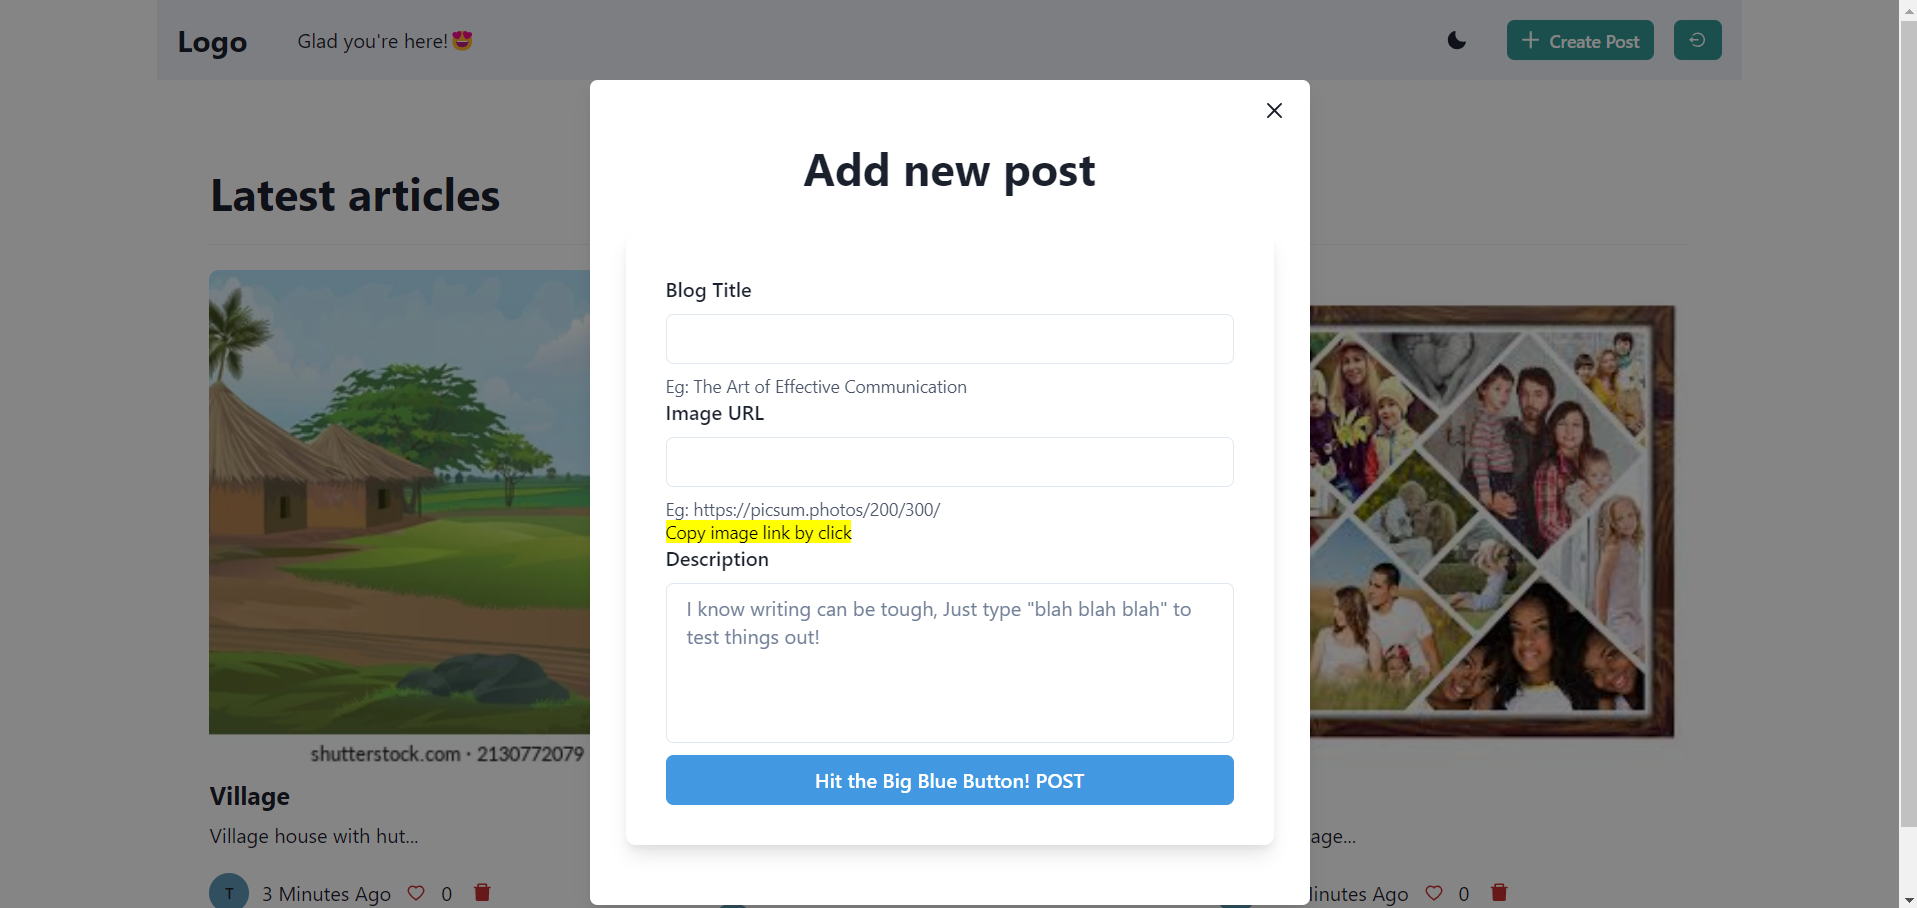 Logo
Glad you're here!😍
Create Post
Add new post
Latest articles
Blog Title
Eg: The Art of Effective Communication
Image URL
Eg: https://picsum.photos/200/300/
Copy image link by click
Description
I know writing can be tough, Just type "blah blah blah" to
test things out!
Hit the Big Blue Button! POST
shutterstock.com · 2130772079
Village
Village house with hut...
age...
T
3 Minutes Ago
0
inutes Ago
0